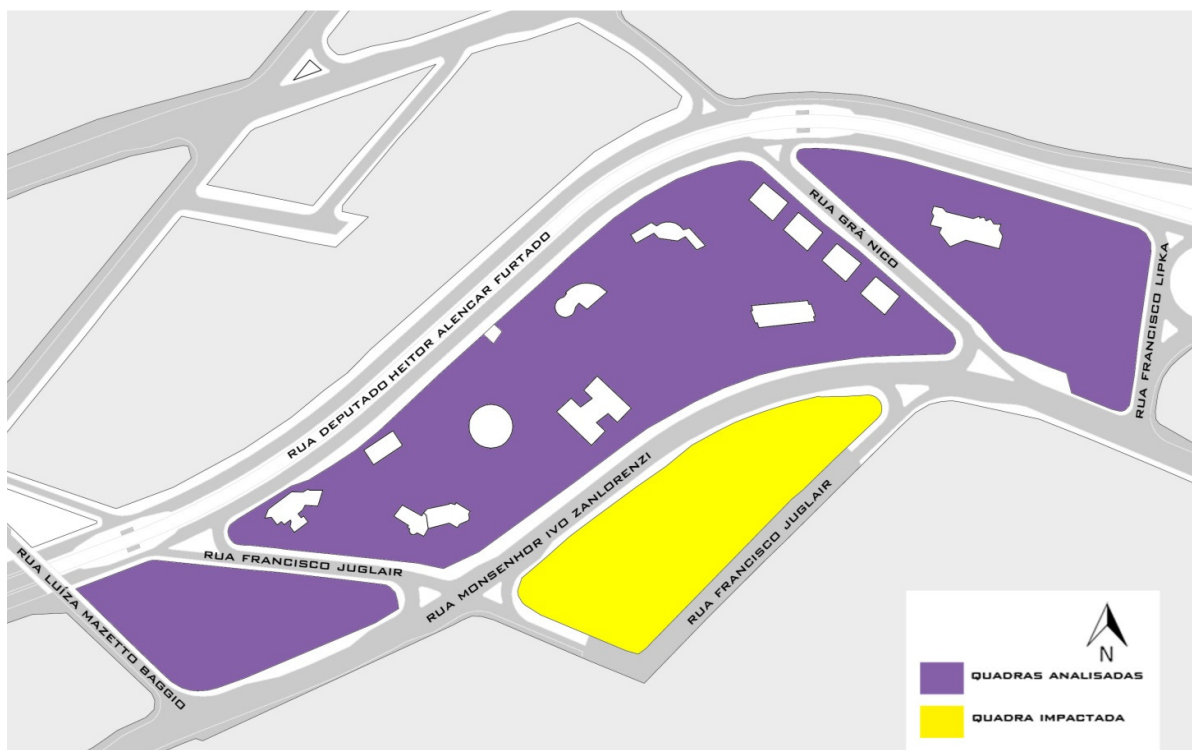 RUA DEPUTADO HEITOR ALENCAR FURTADO
RUA GRÃ NICO
RUA FRANCISCO LIPKA
RUA FRANCISCO JUGLAIR
RUA MONSENHOR IVO ZANLORENZI
RUA FRANCISCO JUGLAIR
RUA LUÍZA MAZETTO BAGGIO
N
QUADRAS ANALISADAS
QUADRA IMPACTADA